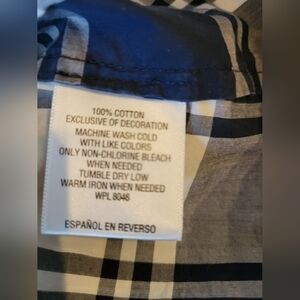 100% COTTON
EXCLUSIVE OF DECORATION
MACHINE WASH COLD
WITH LIKE COLORS
ONLY NON-CHLORINE BLEACH
WHEN NEEDED
TUMBLE DRY LOW
WARM IRON WHEN NEEDED
WPL 8046
ESPAÑOL EN REVERSO